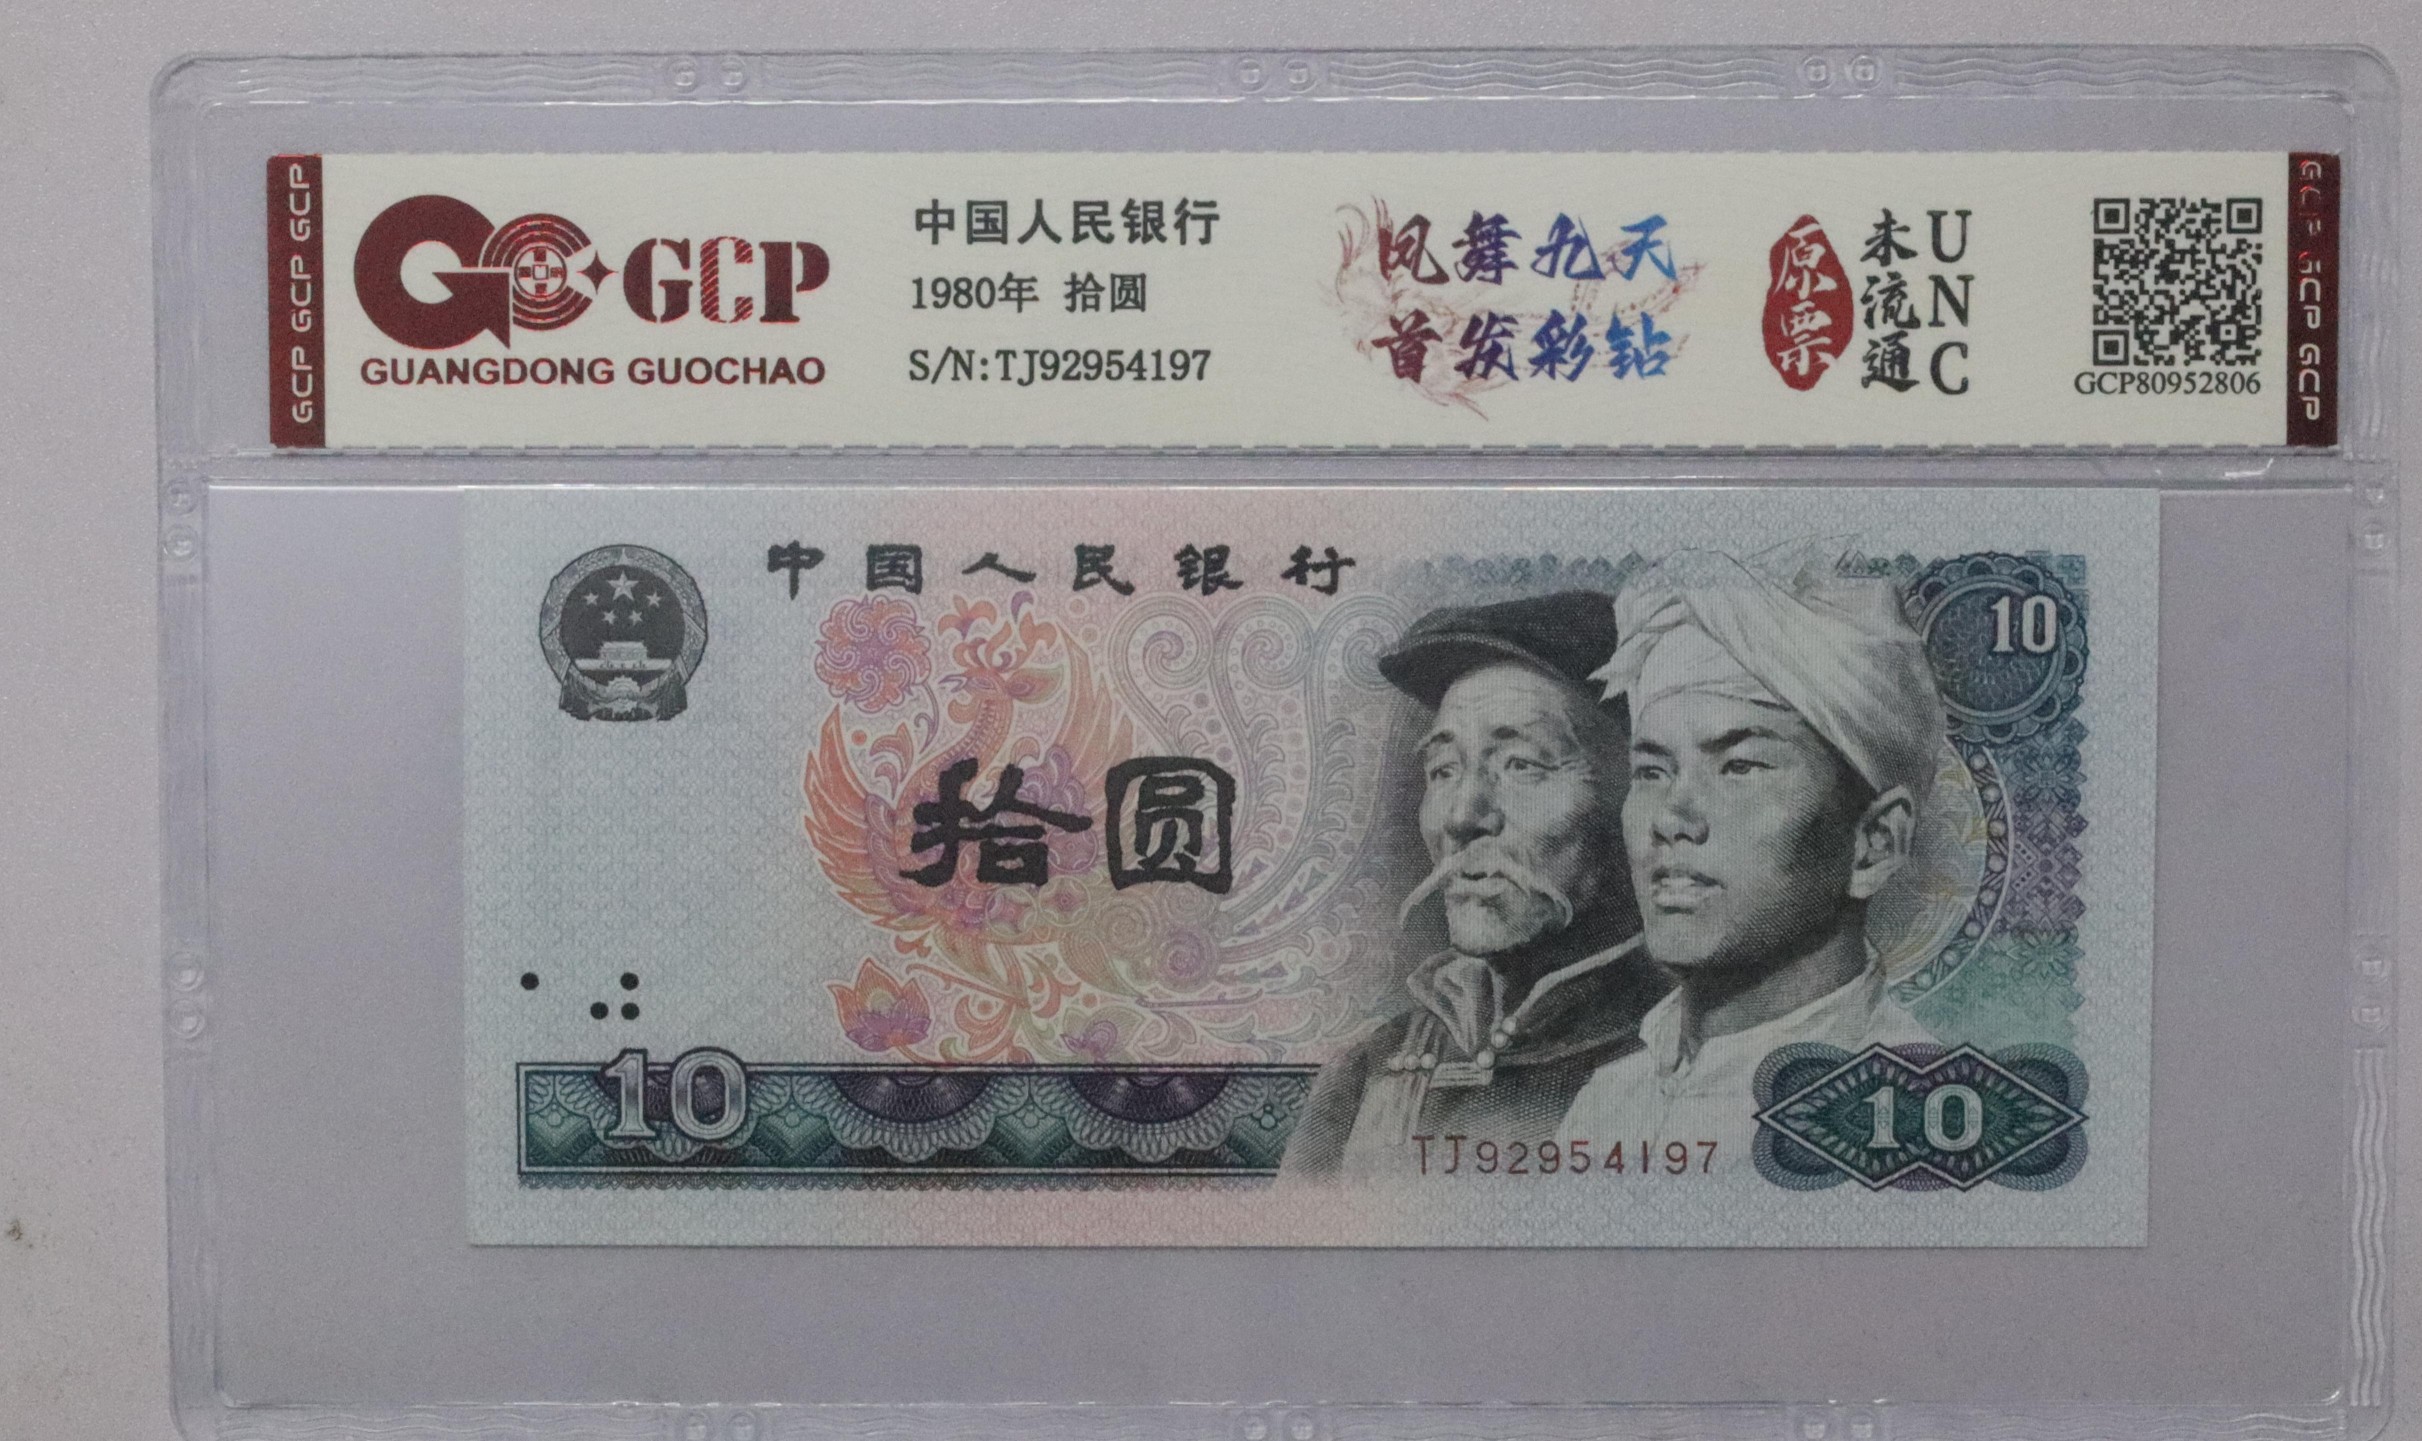 GCP GCP GCP
GCP
GUANGDONG GUOCHAO
中国人民银行
1980年 拾圆
S/N:TJ92954197
凤舞九天
首发彩钻
原票
未流通
UNC
GCP80952806
GCP GCP GCP
中国人民银行
10
拾圆
10
TJ92954197
10